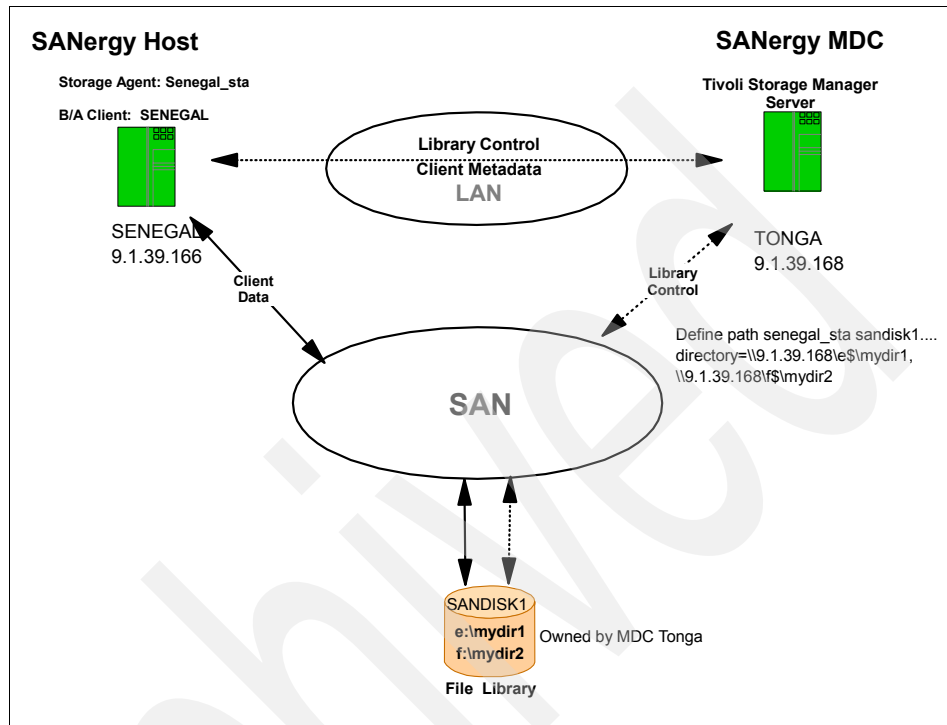 SANergy Host
SANergy MDC
Storage Agent: Senegal_sta
B/A Client: SENEGAL
Tivoli Storage Manager
Server
Library Control
Client Metadata
LAN
SENEGAL
9.1.39.166
TONGA
9.1.39.168
Client
Data
Library
Control
Define path senegal_sta sandisk1....
directory=\\9.1.39.168\e$\mydir1,
\\9.1.39.168\f$\mydir2
SAN
SANDISK1
e:\mydir1
f:\mydir2
Owned by MDC Tonga
File Library
hived